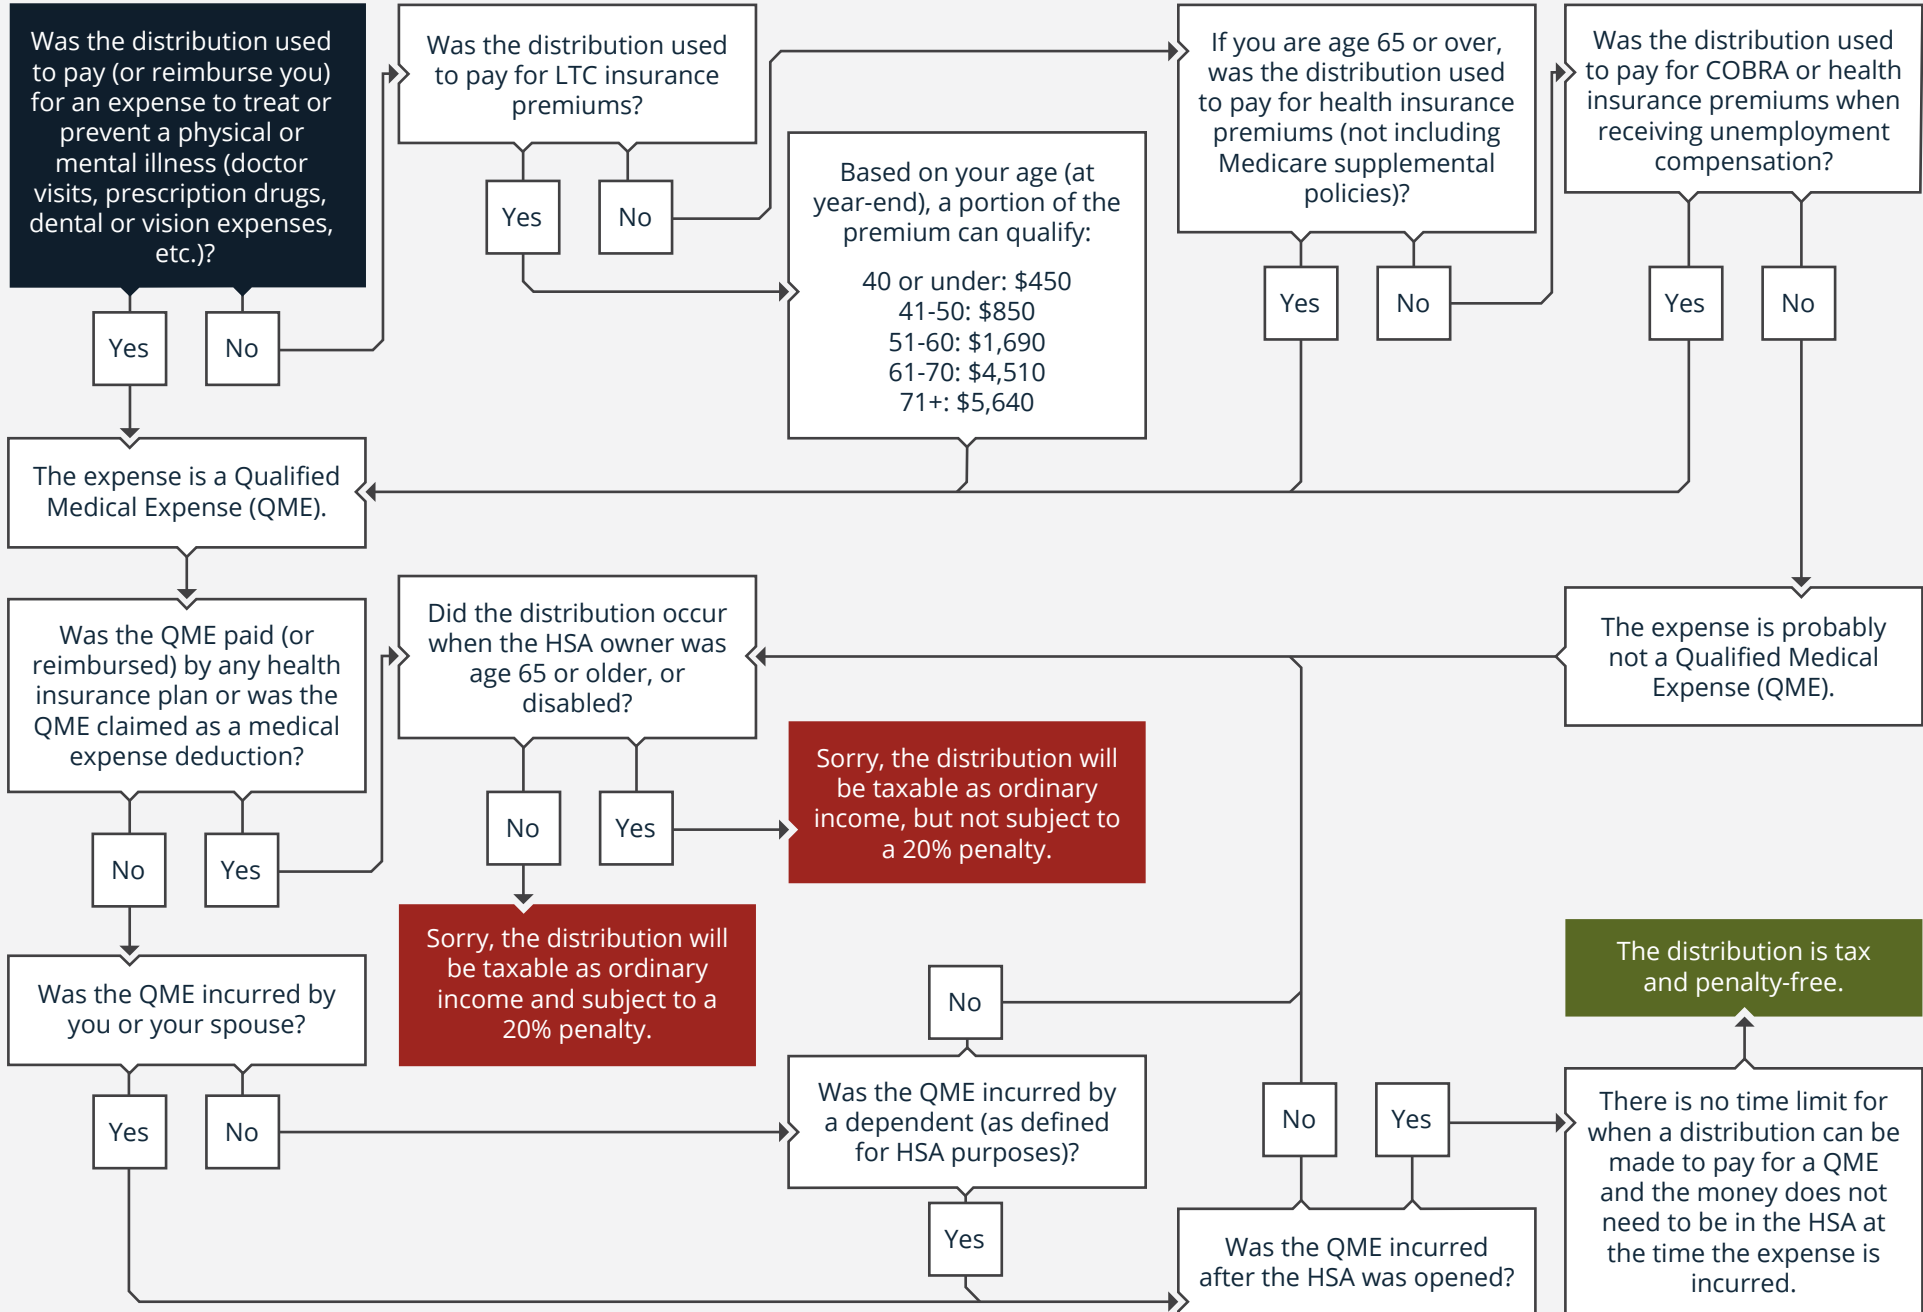 Was the distribution used
to pay (or reimburse you)
for an expense to treat or
prevent a physical or
mental illness (doctor
visits, prescription drugs,
dental or vision expenses,
etc.)?
Yes
No
Was the distribution used
to pay for LTC insurance
premiums?
Yes
No
Based on your age (at
year-end), a portion of the
premium can qualify:
40 or under: $450
41-50: $850
51-60: $1,690
61-70: $4,510
71+: $5,640
If you are age 65 or over,
was the distribution used
to pay for health insurance
premiums (not including
Medicare supplemental
policies)?
Yes
No
Was the distribution used
to pay for COBRA or health
insurance premiums when
receiving unemployment
compensation?
Yes
No
The expense is a Qualified
Medical Expense (QME).
Was the QME paid (or
reimbursed) by any health
insurance plan or was the
QME claimed as a medical
expense deduction?
No
Yes
Did the distribution occur
when the HSA owner was
age 65 or older, or
disabled?
No
Yes
Sorry, the distribution will
be taxable as ordinary
income, but not subject to
a 20% penalty.
Sorry, the distribution will
be taxable as ordinary
income and subject to a
20% penalty.
The expense is probably
not a Qualified Medical
Expense (QME).
Was the QME incurred by
you or your spouse?
Yes
No
No
Was the QME incurred by
a dependent (as defined
for HSA purposes)?
Yes
No
Yes
Was the QME incurred
after the HSA was opened?
The distribution is tax
and penalty-free.
There is no time limit for
when a distribution can be
made to pay for a QME
and the money does not
need to be in the HSA at
the time the expense is
incurred.